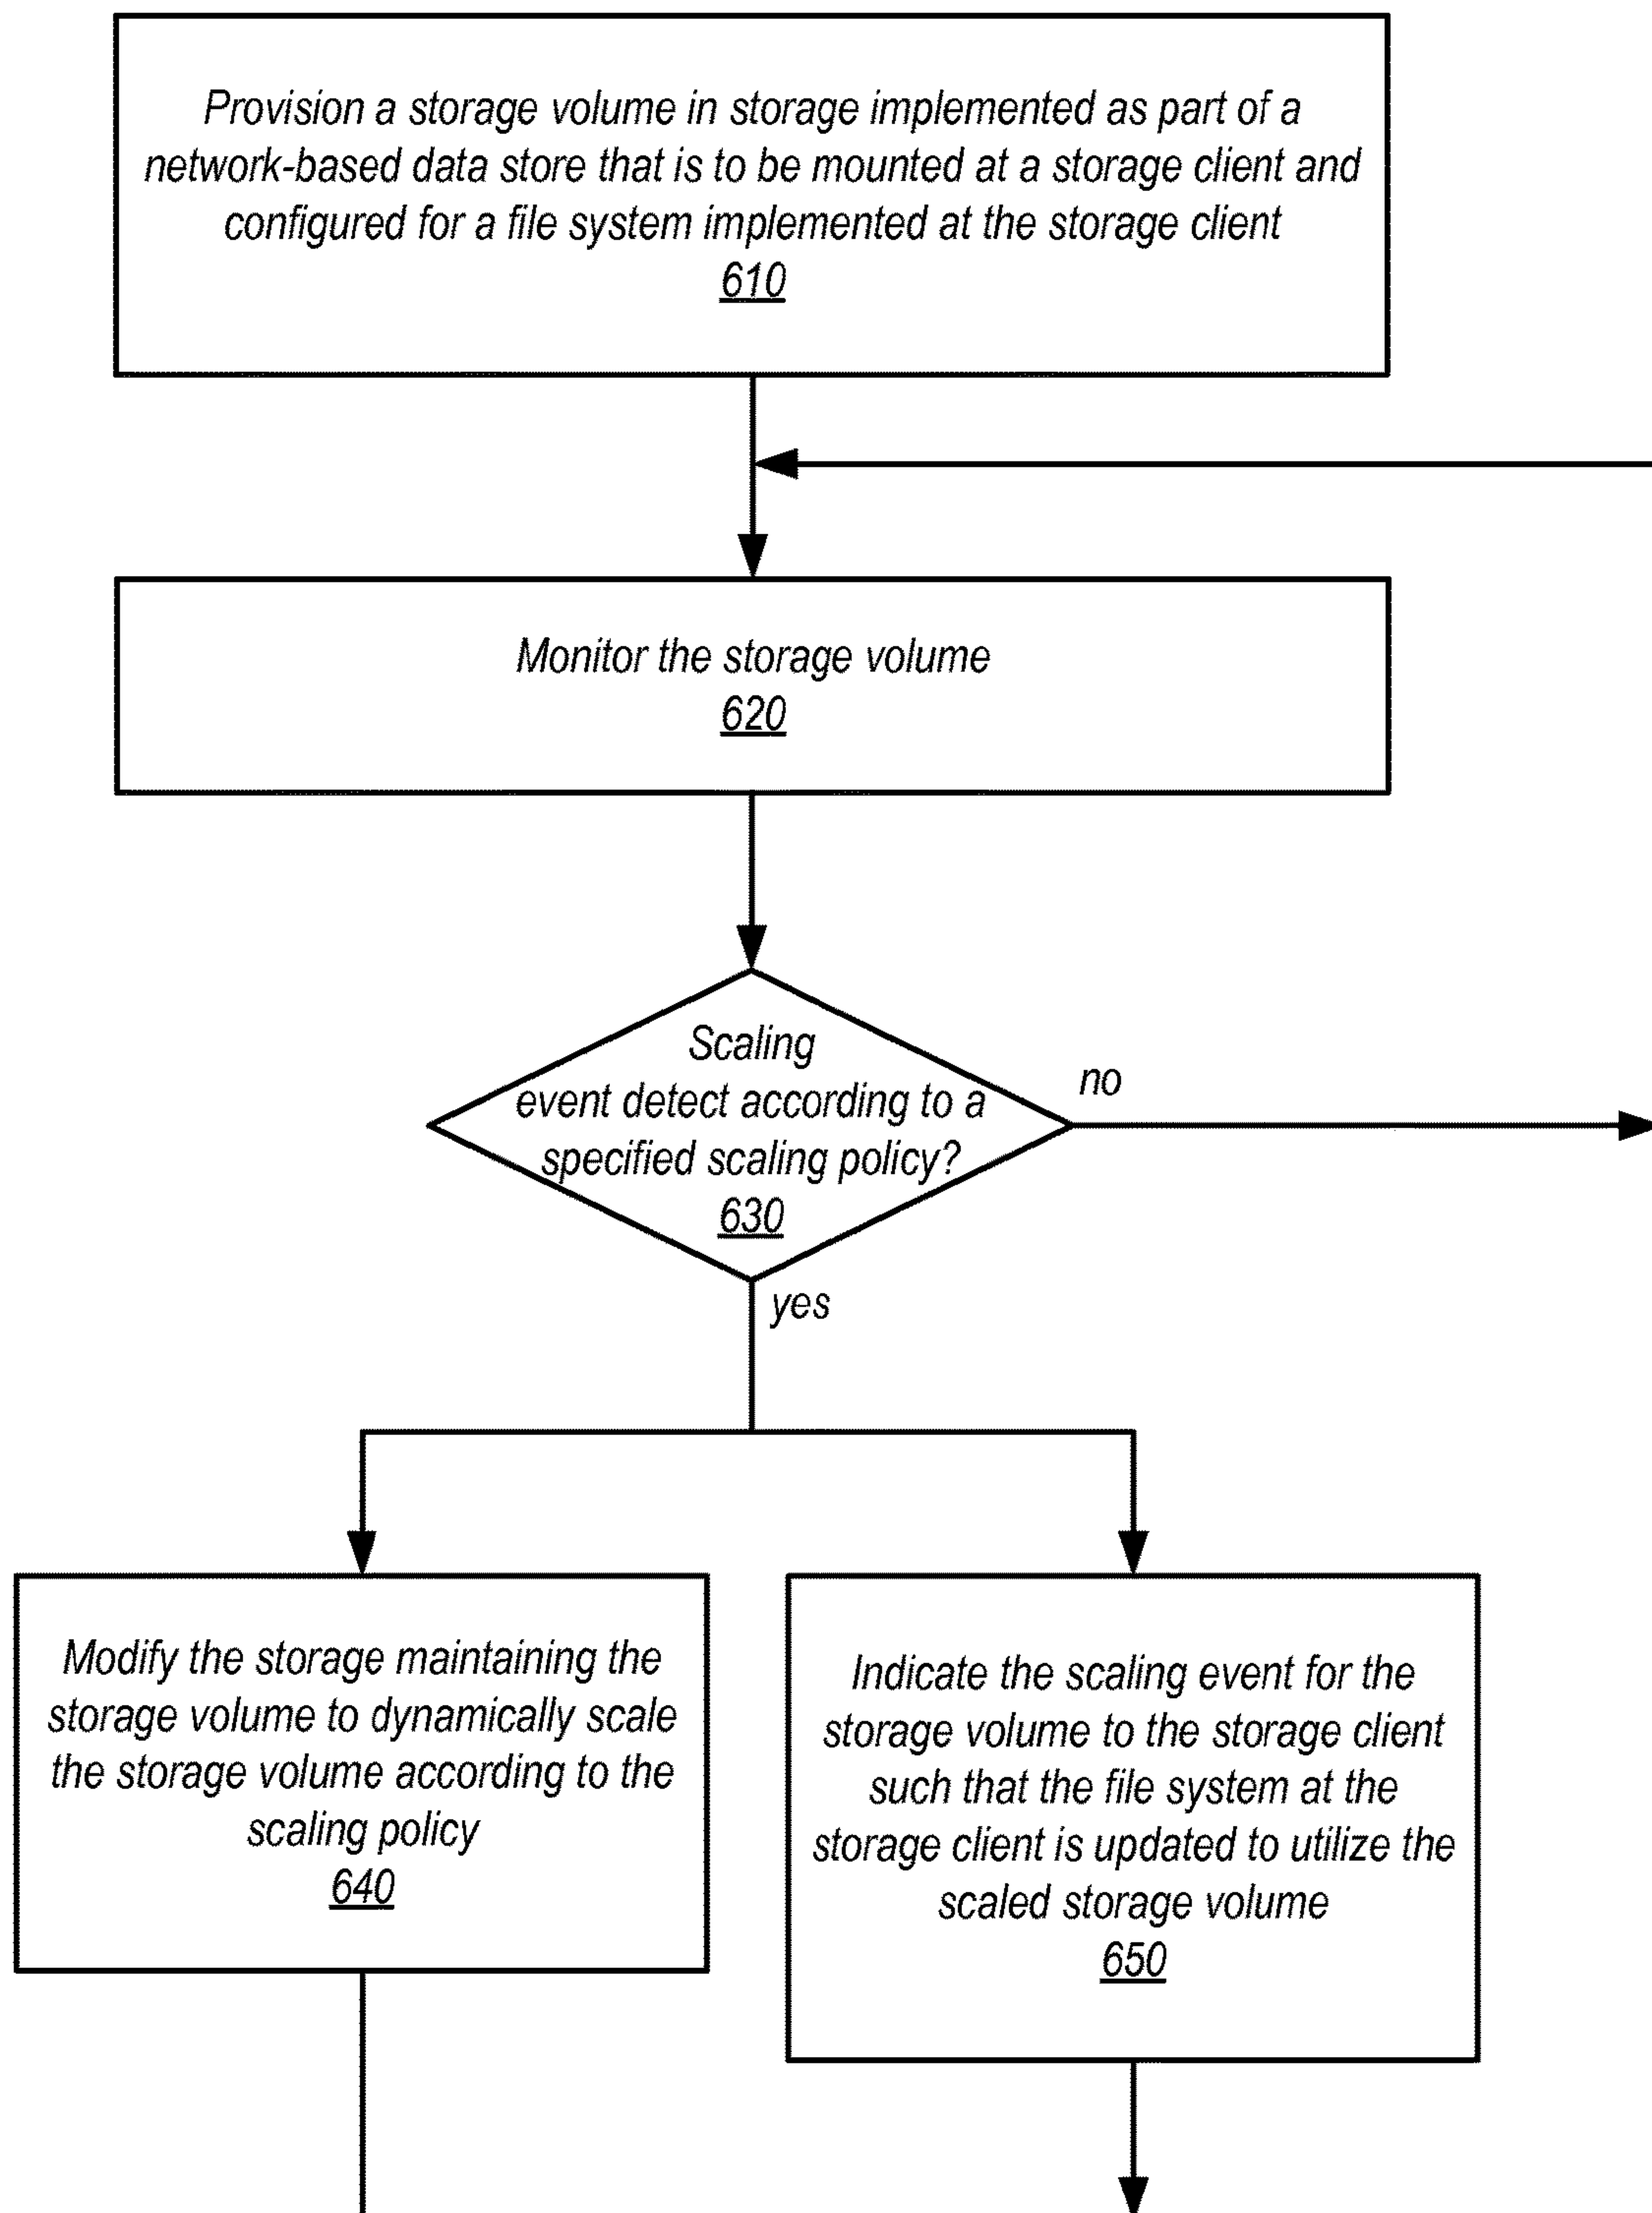 Provision a storage volume in storage implemented as part of a
network-based data store that is to be mounted at a storage client and
configured for a file system implemented at the storage client
610
Monitor the storage volume
620
Scaling
event detect according to a
specified scaling policy?
630
no
yes
Modify the storage maintaining the
storage volume to dynamically scale
the storage volume according to the
scaling policy
640
Indicate the scaling event for the
storage volume to the storage client
such that the file system at the
storage client is updated to utilize the
scaled storage volume
650